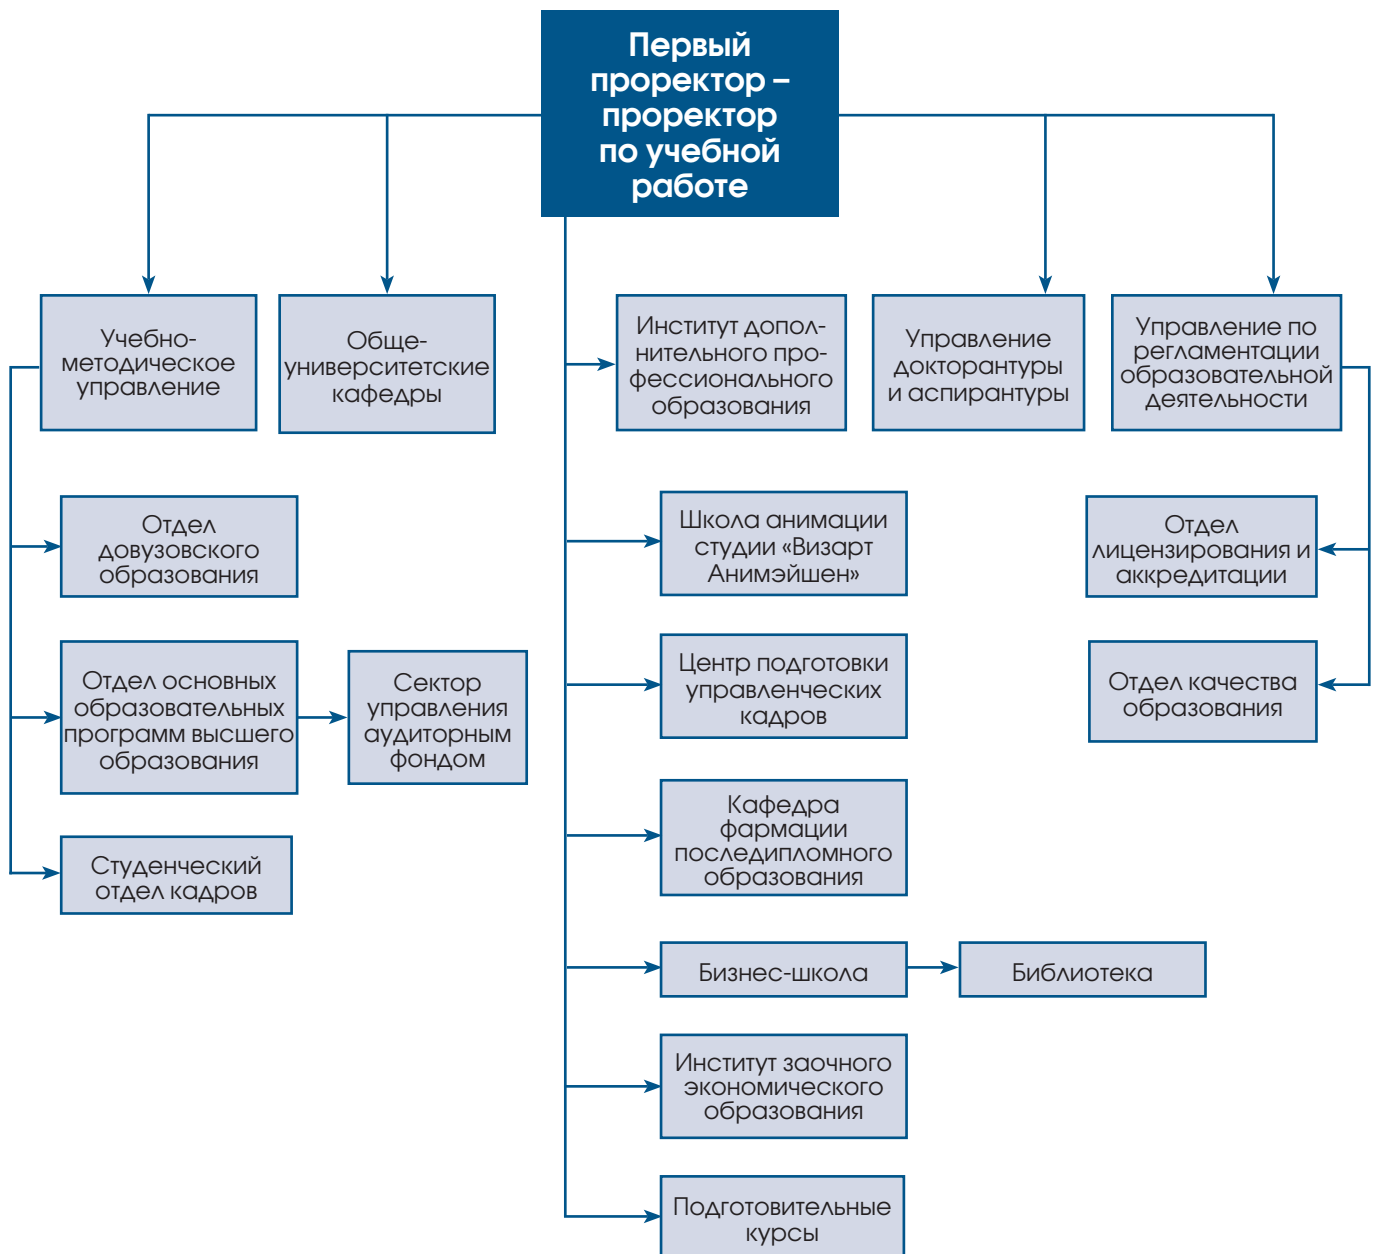 Первый
проректор –
проректор
по учебной
работе
Учебно-
методическое
управление
Обще-
университетские
кафедры
Институт допол-
нительного про-
фессионального
образования
Управление
докторантуры
и аспирантуры
Управление по
регламентации
образовательной
деятельности
Отдел
довузовского
образования
Школа анимации
студии «Визарт
Анимэйшен»
Отдел
лицензирования и
аккредитации
Отдел основных
образовательных
программ высшего
образования
Сектор
управления
аудиторным
фондом
Центр подготовки
управленческих
кадров
Отдел качества
образования
Студенческий
отдел кадров
Кафедра
фармации
последипломного
образования
Бизнес-школа
Библиотека
Институт заочного
экономического
образования
Подготовительные
курсы